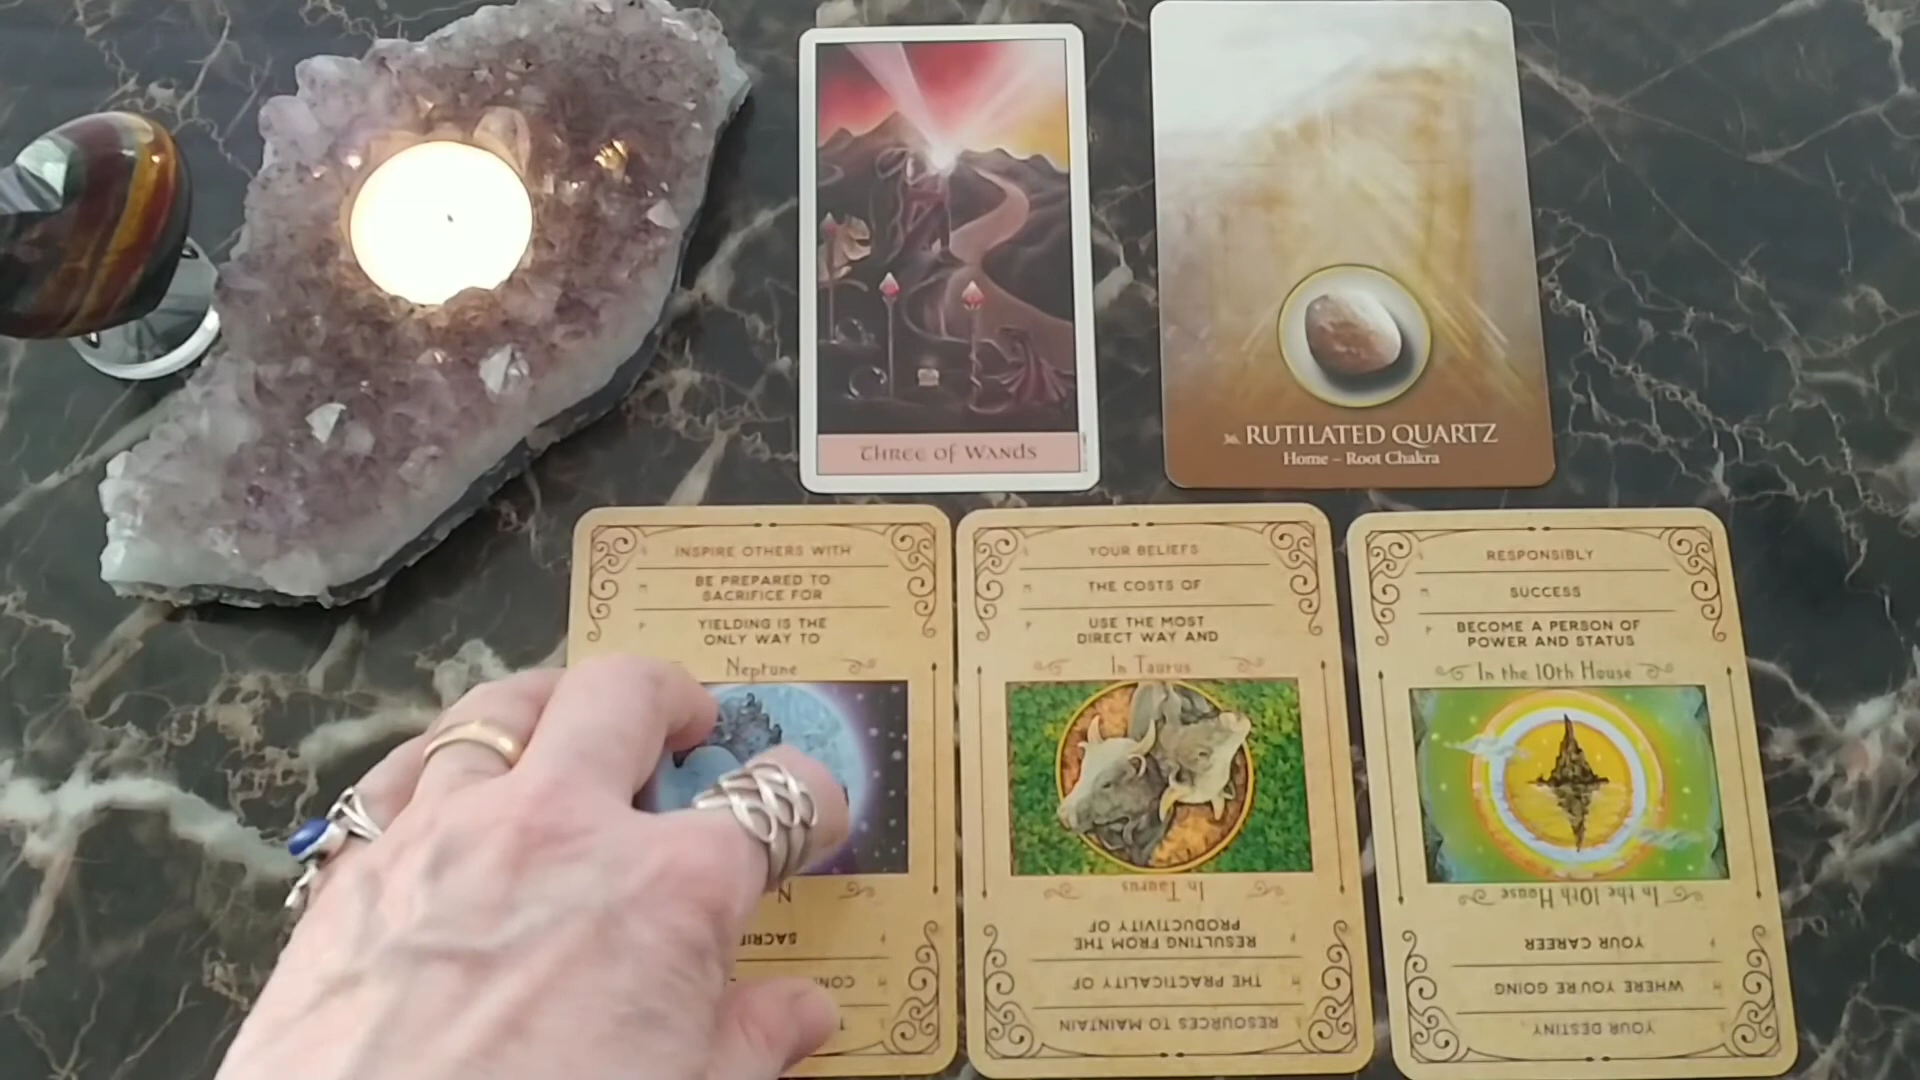 Three of Wands
36. RUTILATED QUARTZ
Home – Root Chakra
INSPIRE OTHERS WITH
BE PREPARED TO
SACRIFICE FOR
YIELDING IS THE
ONLY WAY TO
Neptune
SACRIF
CON
YOUR BELIEFS
THE COSTS OF
USE THE MOST
DIRECT WAY AND
In Taurus
In Taurus
RESULTING FROM THE
PRODUCTIVITY OF
THE PRACTICALITY OF
RESOURCES TO MAINTAIN
RESPONSIBLY
SUCCESS
BECOME A PERSON OF
POWER AND STATUS
In the 10th House
In the 10th House
YOUR CAREER
WHERE YOU'RE GOING
YOUR DESTINY